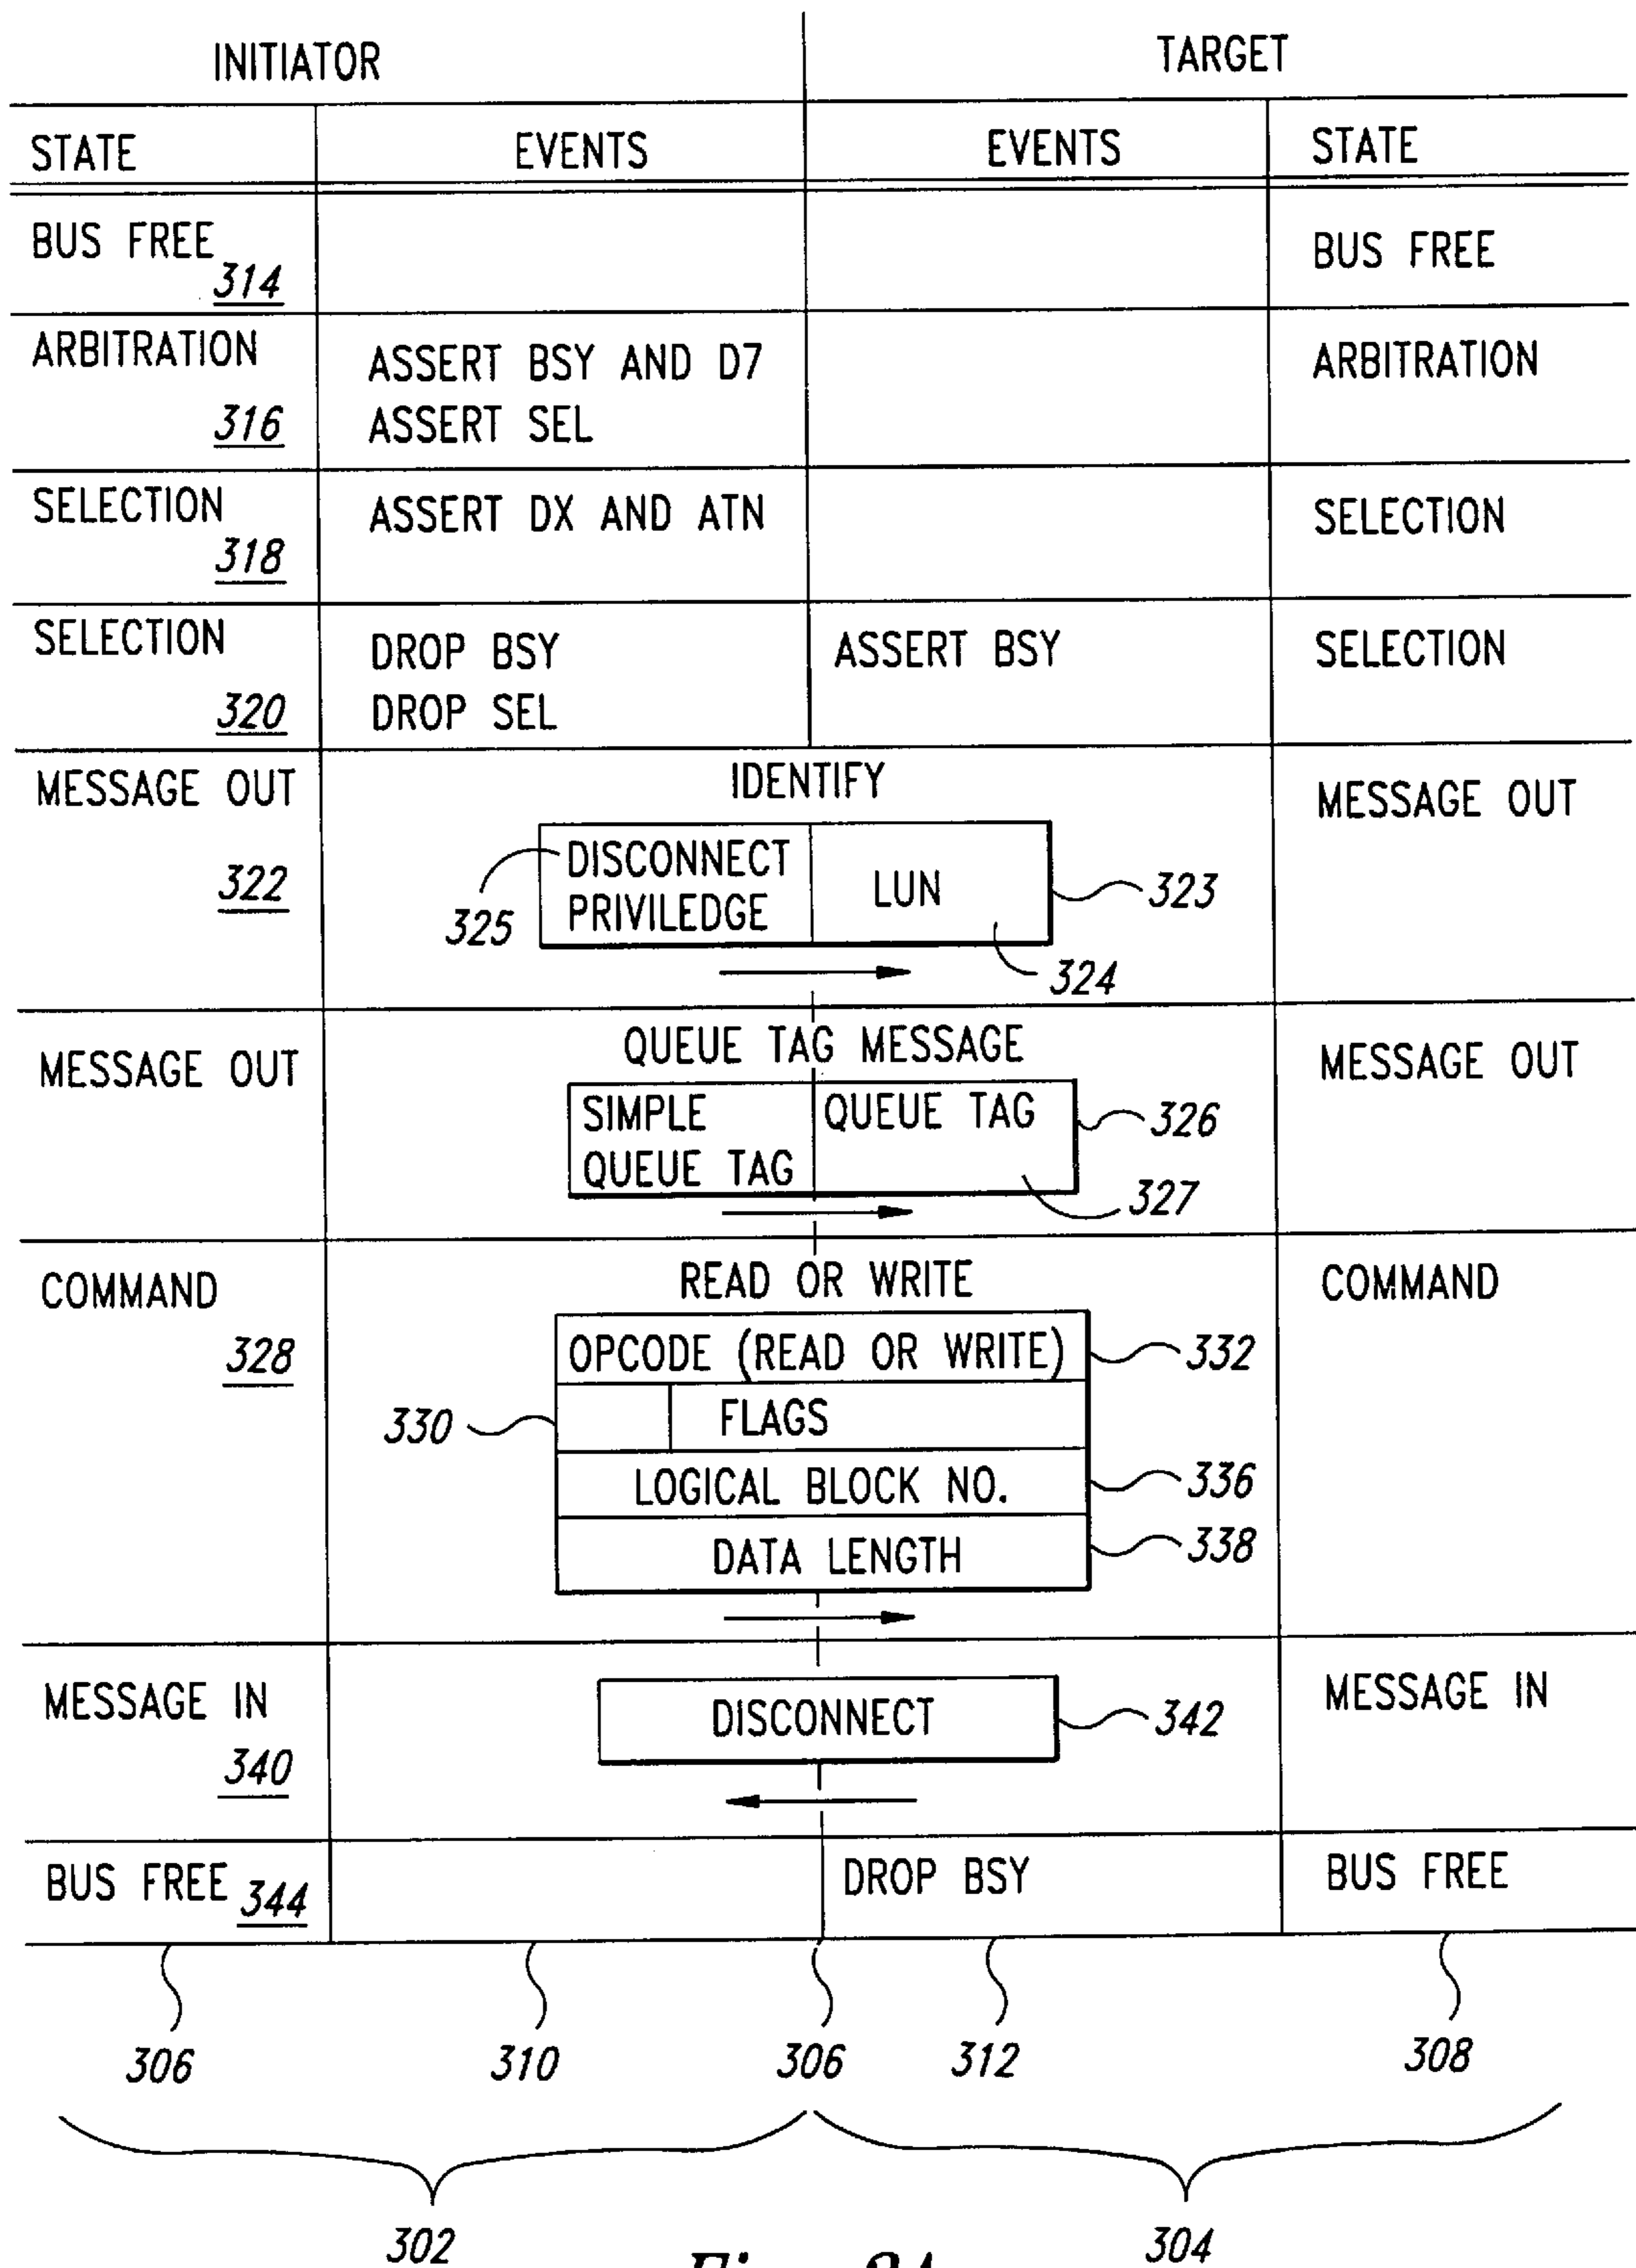 INITIATOR TARGET
STATE EVENTS EVENTS STATE
BUS FREE 314 BUS FREE
ARBITRATION ASSERT BSY AND D7 ARBITRATION
316 ASSERT SEL
SELECTION ASSERT DX AND ATN SELECTION
318
SELECTION DROP BSY ASSERT BSY SELECTION
320 DROP SEL
MESSAGE OUT IDENTIFY MESSAGE OUT
322 DISCONNECT LUN 323
325 PRIVILEDGE
324
MESSAGE OUT QUEUE TAG MESSAGE MESSAGE OUT
SIMPLE QUEUE TAG 326
QUEUE TAG 327
COMMAND READ OR WRITE COMMAND
328 OPCODE (READ OR WRITE) 332
330 FLAGS
LOGICAL BLOCK NO. 336
DATA LENGTH 338
MESSAGE IN DISCONNECT 342 MESSAGE IN
340
BUS FREE 344 DROP BSY BUS FREE
306 310 306 312 308
302 304